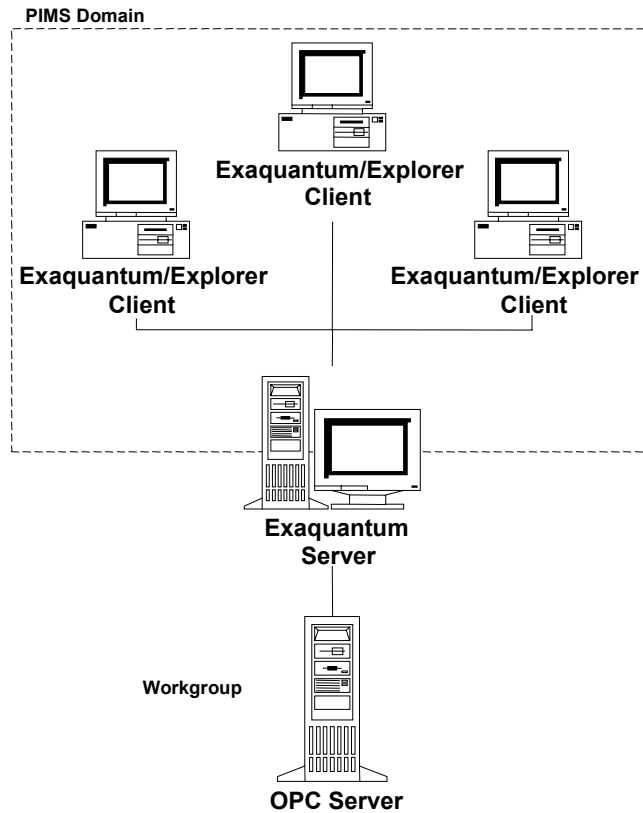 PIMS Domain
Exaquantum/Explorer
Client
Exaquantum/Explorer
Client
Exaquantum/Explorer
Client
Exaquantum
Server
Workgroup
OPC Server